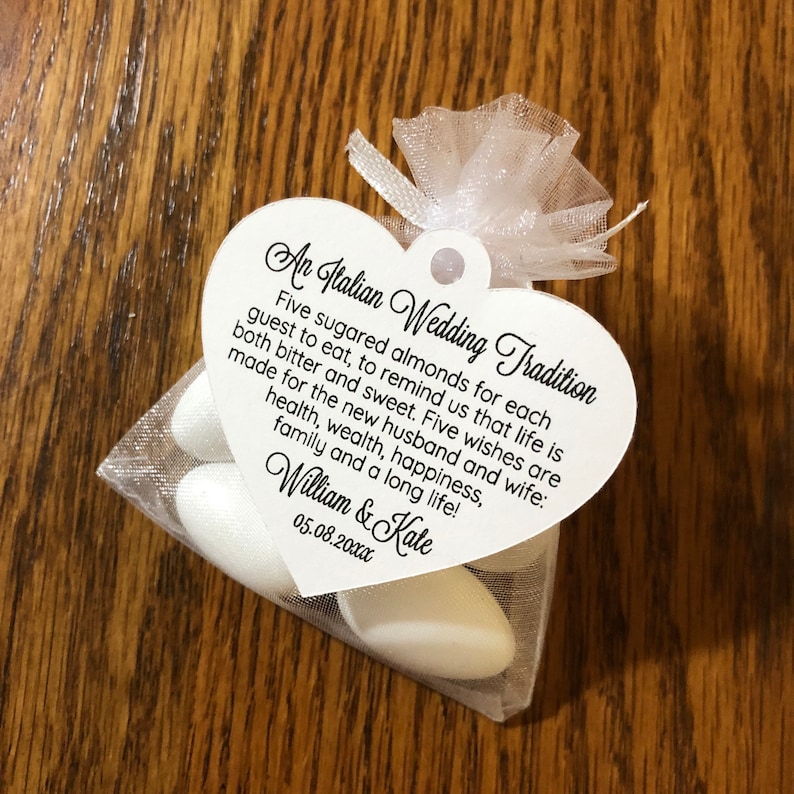 An Italian Wedding Tradition
Five sugared almonds for each
guest to eat, to remind us that life is
both bitter and sweet. Five wishes are
made for the new husband and wife:
health, wealth, happiness,
family and a long life!
William & Kate
05.08.20xx